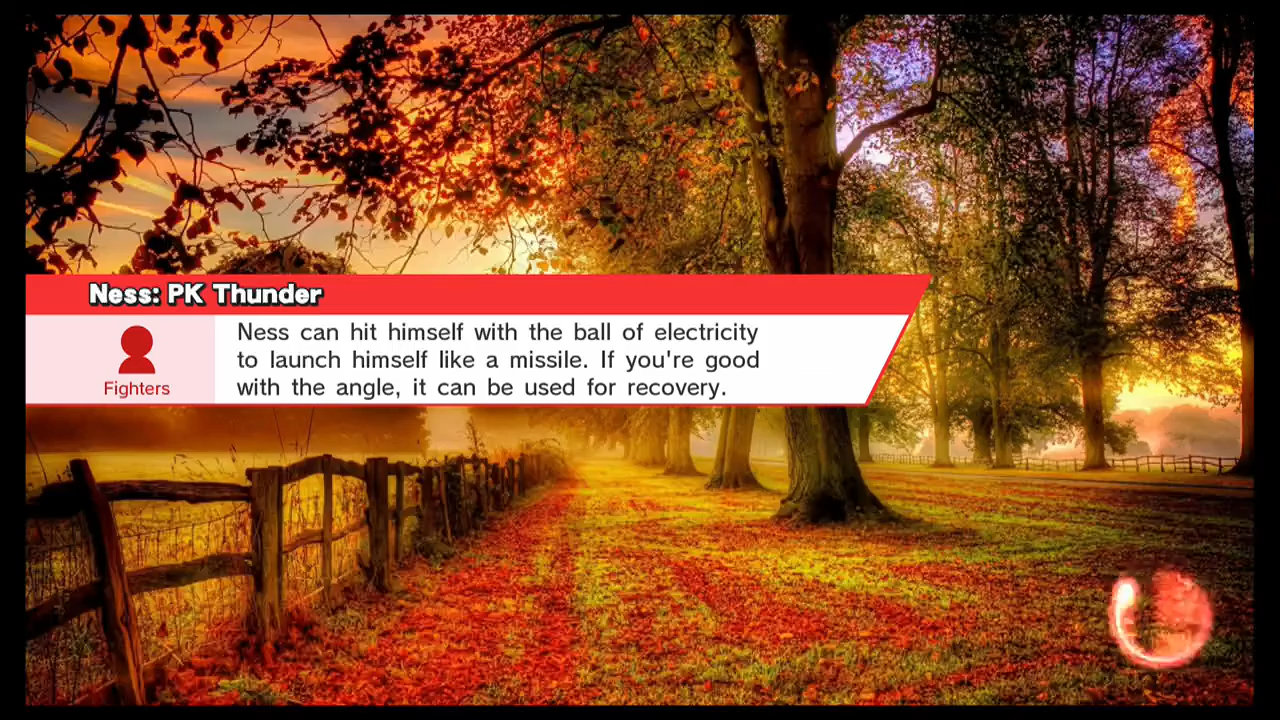 Ness: PK Thunder
Fighters
Ness can hit himself with the ball of electricity
to launch himself like a missile. If you're good
with the angle, it can be used for recovery.